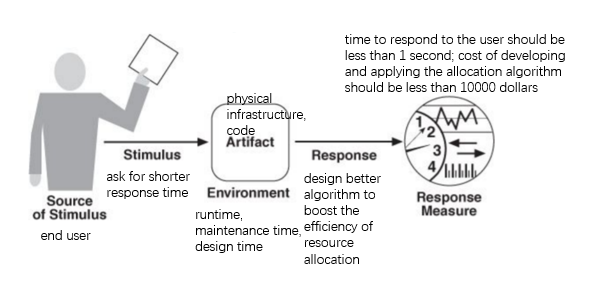 time to respond to the user should be
less than 1 second; cost of developing
and applying the allocation algorithm
should be less than 10000 dollars
physical
infrastructure,
code
Artifact
1
2
3
4
Stimulus
ask for shorter
response time
Response
design better
algorithm to
boost the
efficiency of
resource
allocation
Environment
runtime,
maintenance time,
design time
Source
of Stimulus
end user
Response
Measure